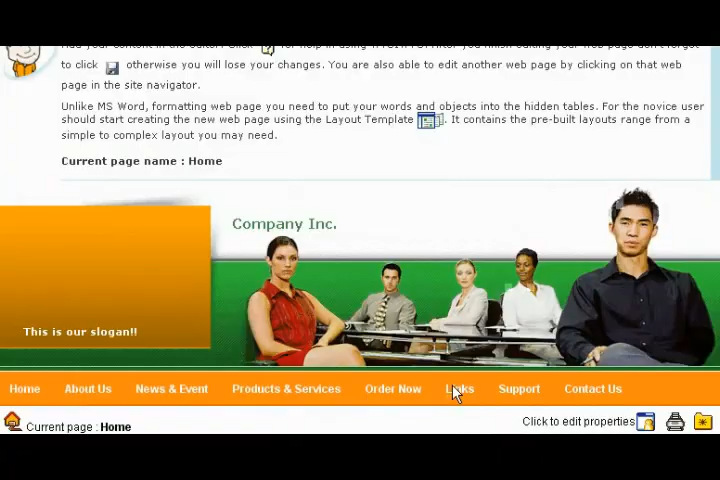 to click otherwise you will lose your changes. You are also able to edit another web page by clicking on that web
page in the site navigator.
Unlike MS Word, formatting web page you need to put your words and objects into the hidden tables. For the novice user
should start creating the new web page using the Layout Template . It contains the pre-built layouts range from a
simple to complex layout you may need.
Current page name : Home
Company Inc.
This is our slogan!!
Home About Us News & Event Products & Services Order Now Links Support Contact Us
Current page : Home Click to edit properties